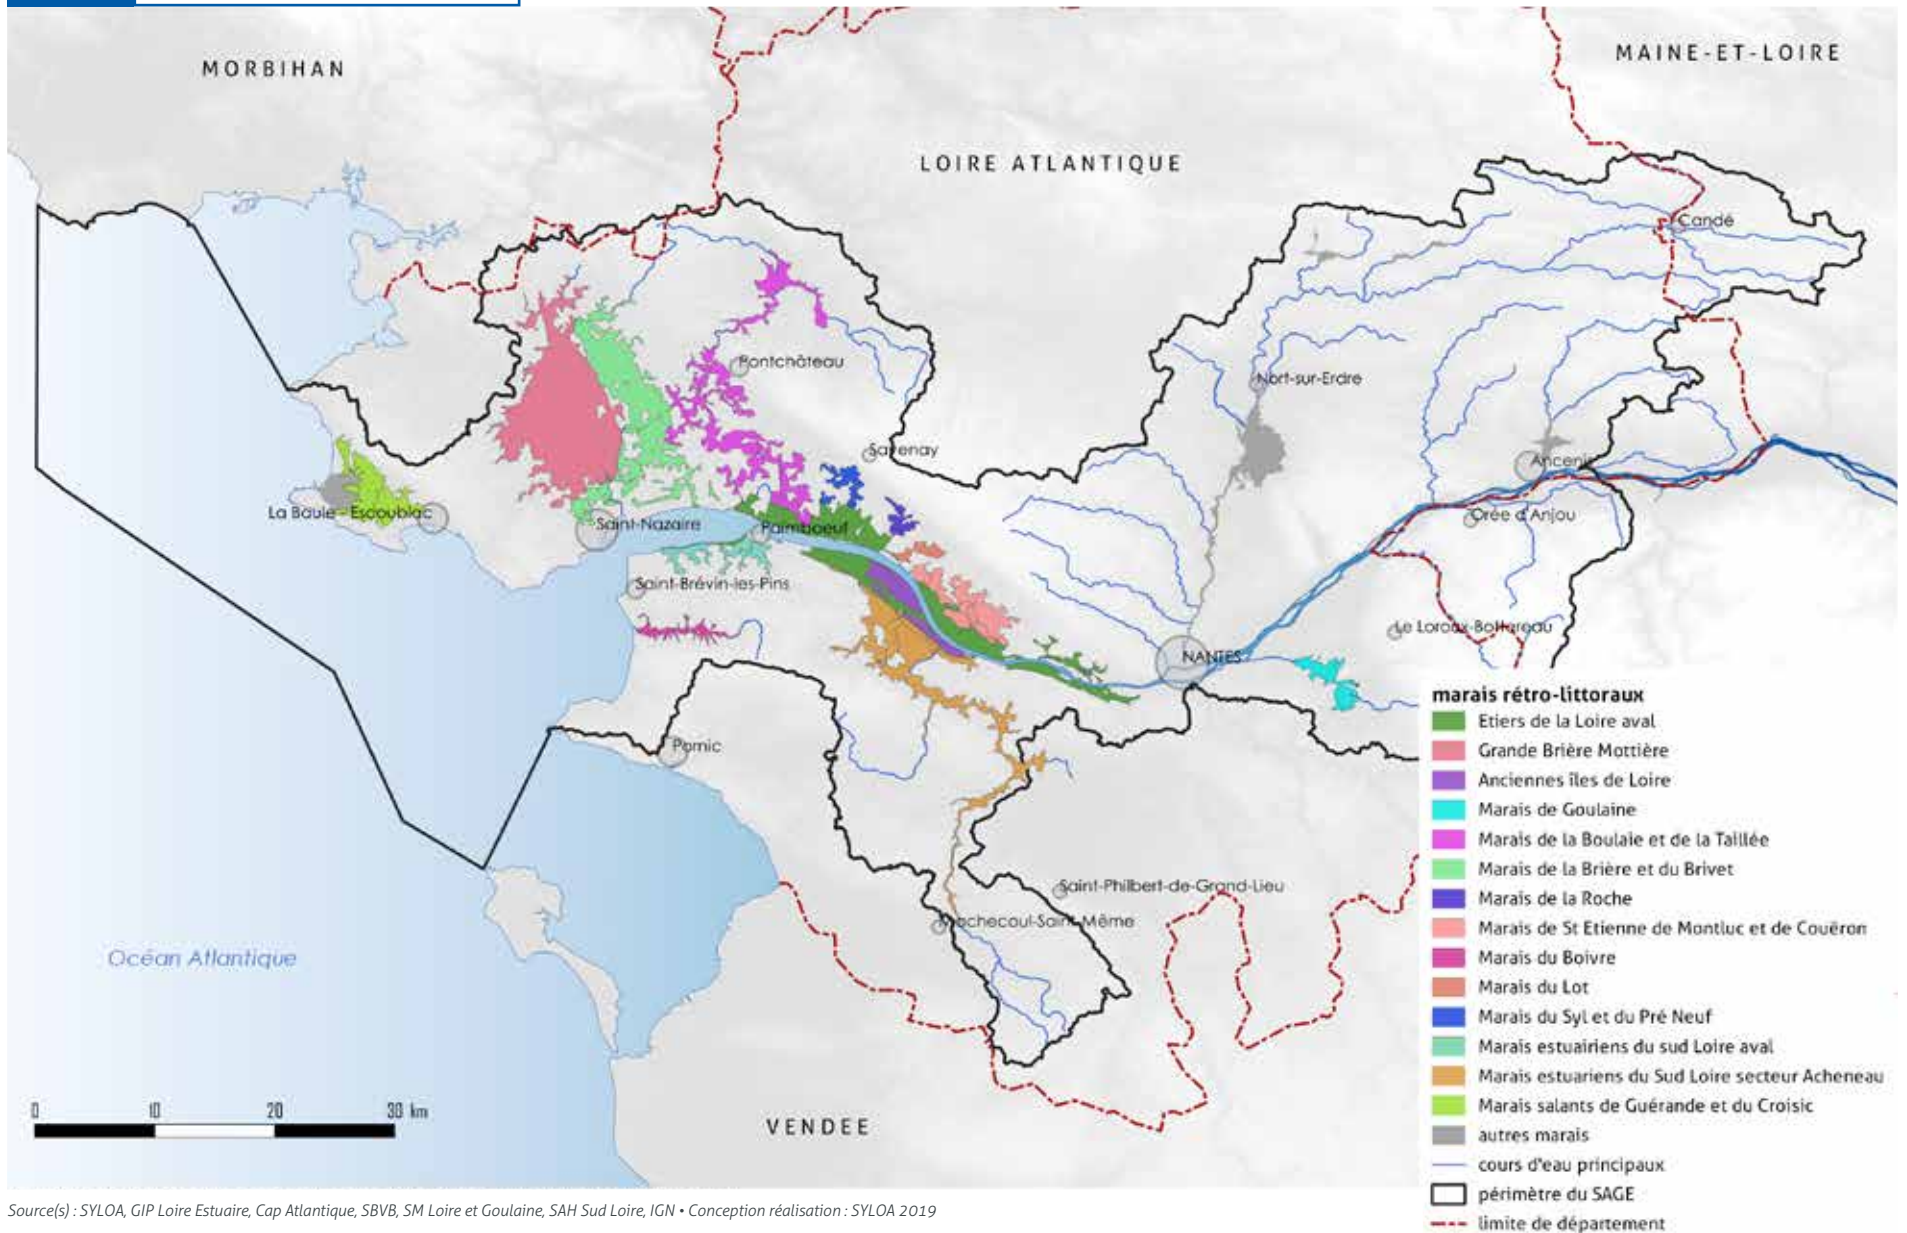 MORBIHAN
MAINE-ET-LOIRE
LOIRE ATLANTIQUE
Candé
Pontchâteau
Nort-sur-Erdre
Savenay
Ancenis
La Baule - Escoublac
Saint-Nazaire
Paimboeuf
Orée d'Anjou
Saint-Brévin-les-Pins
Le Loroux-Bottereau
NANTES
Pornic
Saint-Philbert-de-Grand-Lieu
Machecoul-Saint-Même
Océan Atlantique
VENDEE
0 10 20 30 km
marais rétro-littoraux
Etiers de la Loire aval
Grande Brière Mottière
Anciennes îles de Loire
Marais de Goulaine
Marais de la Boulaie et de la Taillée
Marais de la Brière et du Brivet
Marais de la Roche
Marais de St Etienne de Montluc et de Couëron
Marais du Boivre
Marais du Lot
Marais du Syl et du Pré Neuf
Marais estuairiens du sud Loire aval
Marais estuariens du Sud Loire secteur Acheneau
Marais salants de Guérande et du Croisic
autres marais
cours d'eau principaux
périmètre du SAGE
limite de département
Source(s) : SYLOA, GIP Loire Estuaire, Cap Atlantique, SBVB, SM Loire et Goulaine, SAH Sud Loire, IGN • Conception réalisation : SYLOA 2019